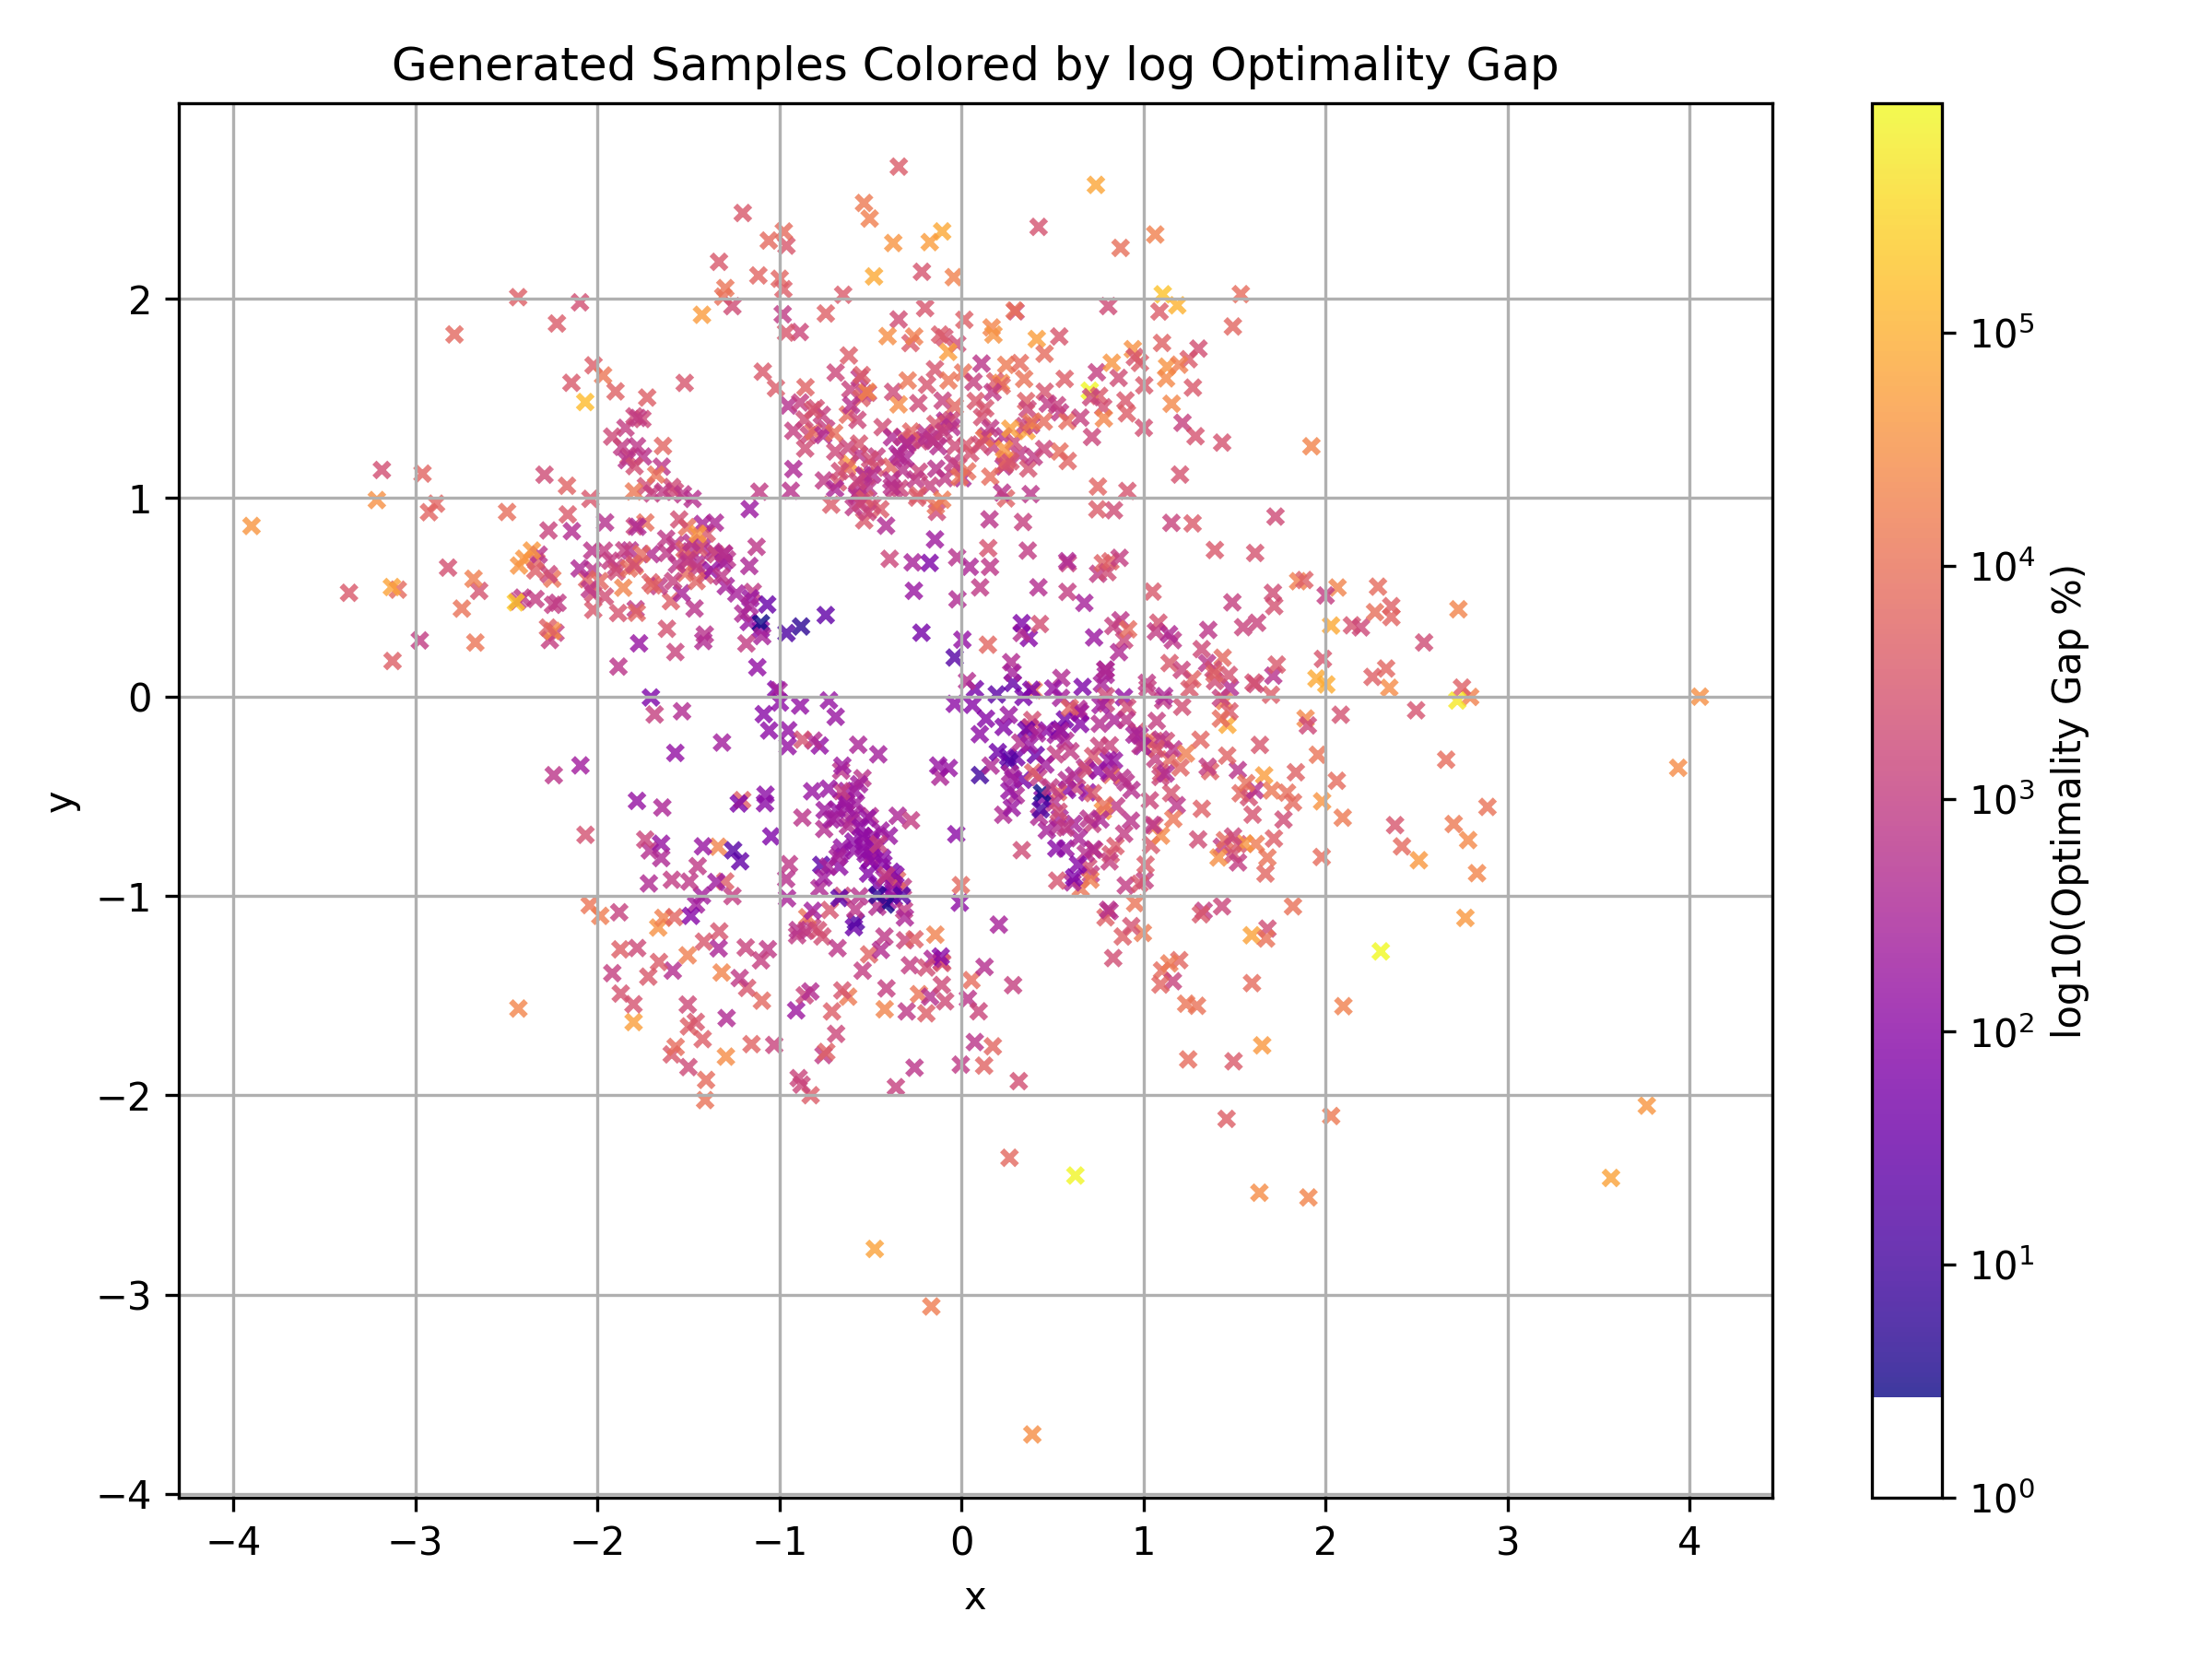 Generated Samples Colored by log Optimality Gap
2
1
0
−1
−2
−3
−4
y
−4 −3 −2 −1 0 1 2 3 4
x
10^5
10^4
10^3
10^2
10^1
10^0
log10(Optimality Gap %)